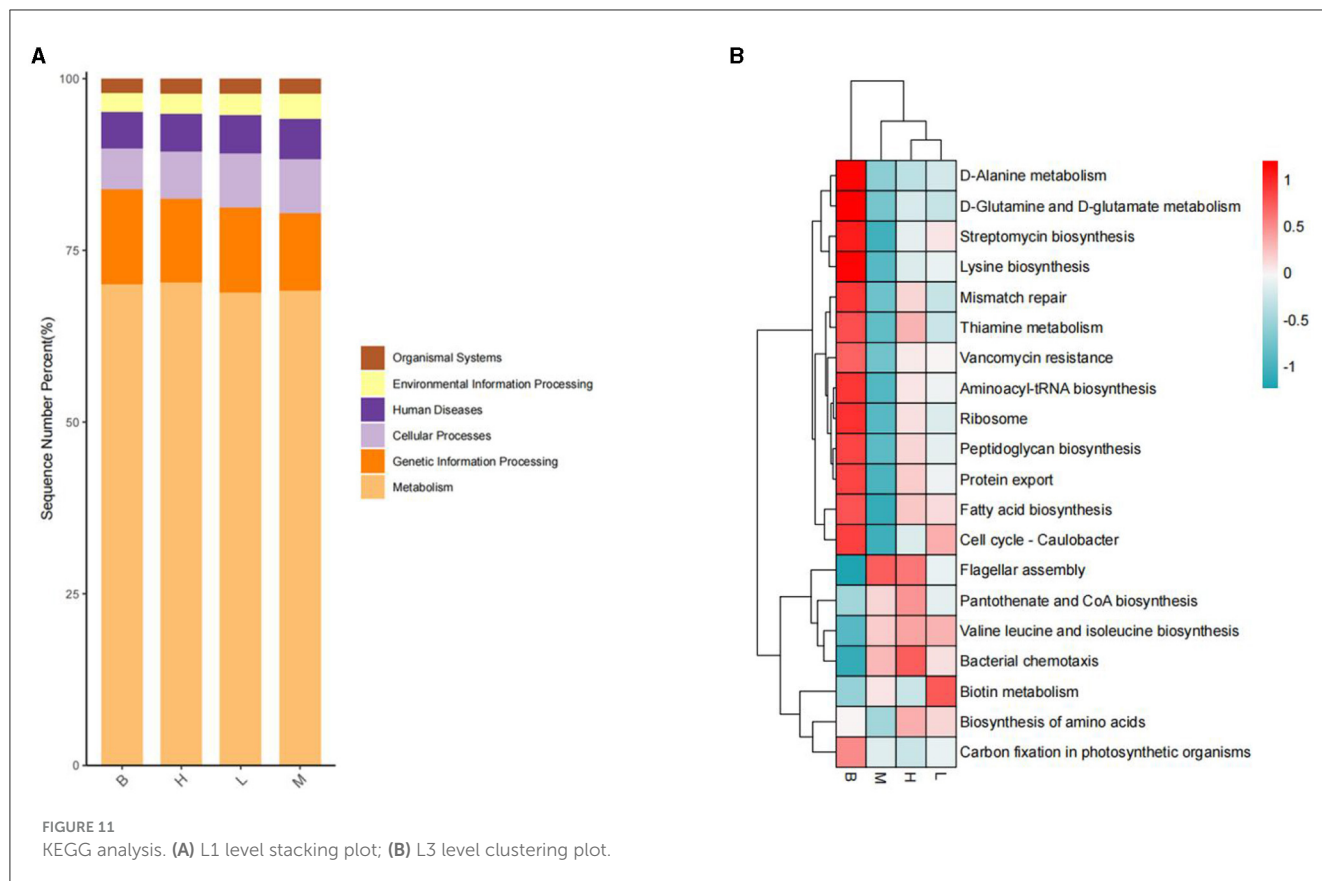 A
100
75
50
25
0
Sequence Number Percent(%)
B
H
L
M
Organismal Systems
Environmental Information Processing
Human Diseases
Cellular Processes
Genetic Information Processing
Metabolism
B
D-Alanine metabolism
D-Glutamine and D-glutamate metabolism
Streptomycin biosynthesis
Lysine biosynthesis
Mismatch repair
Thiamine metabolism
Vancomycin resistance
Aminoacyl-tRNA biosynthesis
Ribosome
Peptidoglycan biosynthesis
Protein export
Fatty acid biosynthesis
Cell cycle - Caulobacter
Flagellar assembly
Pantothenate and CoA biosynthesis
Valine leucine and isoleucine biosynthesis
Bacterial chemotaxis
Biotin metabolism
Biosynthesis of amino acids
Carbon fixation in photosynthetic organisms
B
M
H
L
1
0.5
0
-0.5
-1
FIGURE 11
KEGG analysis. (A) L1 level stacking plot; (B) L3 level clustering plot.